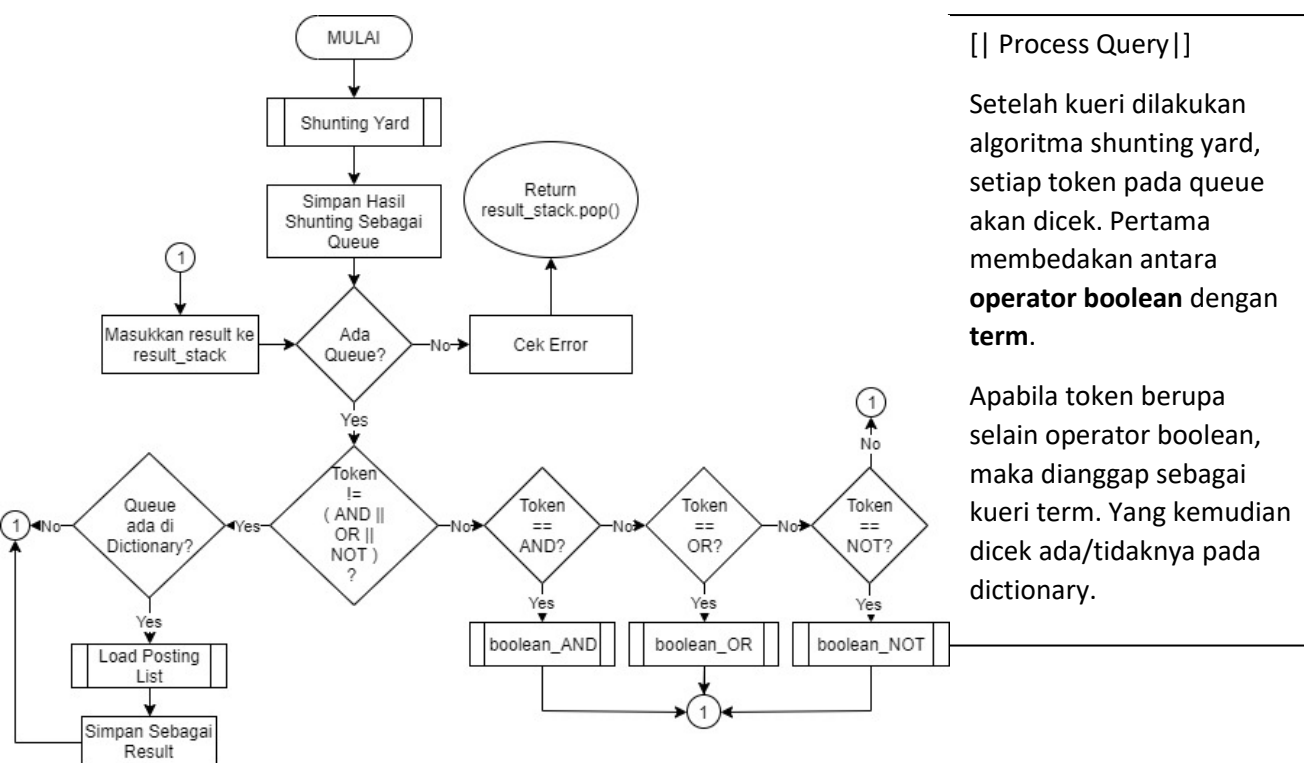 MULAI
Shunting Yard
Simpan Hasil
Shunting Sebagai
Queue
Return
result_stack.pop()
1
Masukkan result ke
result_stack
Ada
Queue?
No
Cek Error
Yes
1
No
Token
!=
( AND ||
OR ||
NOT )
?
Yes
Queue
ada di
Dictionary?
No
1
No
Token
==
AND?
No
Token
==
OR?
No
Token
==
NOT?
Yes
Yes
Yes
Yes
Load Posting
List
boolean_AND
boolean_OR
boolean_NOT
1
Simpan Sebagai
Result
[| Process Query|]
Setelah kueri dilakukan
algoritma shunting yard,
setiap token pada queue
akan dicek. Pertama
membedakan antara
operator boolean dengan
term.
Apabila token berupa
selain operator boolean,
maka dianggap sebagai
kueri term. Yang kemudian
dicek ada/tidaknya pada
dictionary.